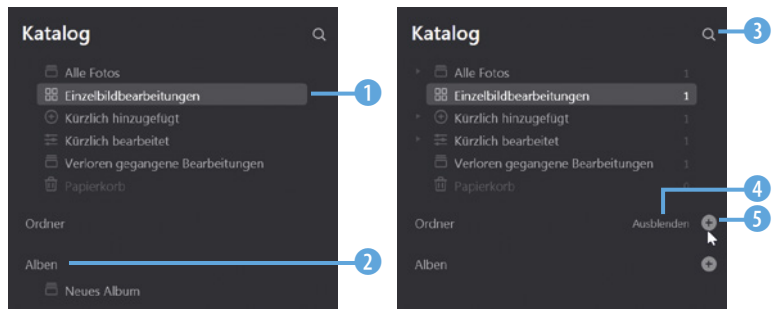 Katalog
Alle Fotos
Einzelbildbearbeitungen
Kürzlich hinzugefügt
Kürzlich bearbeitet
Verloren gegangene Bearbeitungen
Papierkorb
Ordner
Alben
Neues Album
1
2
Katalog
3
Alle Fotos 1
Einzelbildbearbeitungen 1
Kürzlich hinzugefügt 1
Kürzlich bearbeitet 1
Verloren gegangene Bearbeitungen 1
Papierkorb
4
Ordner Ausblenden
5
Alben